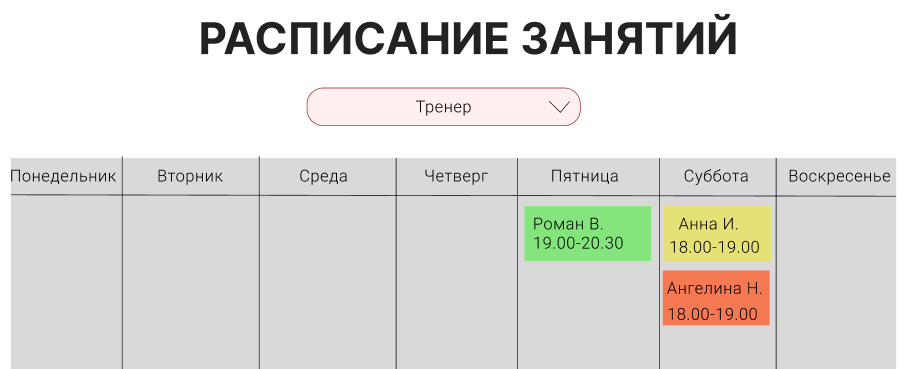 РАСПИСАНИЕ ЗАНЯТИЙ
Тренер
Понедельник
Вторник
Среда
Четверг
Пятница
Суббота
Воскресенье
Роман В.
19.00-20.30
Анна И.
18.00-19.00
Ангелина Н.
18.00-19.00